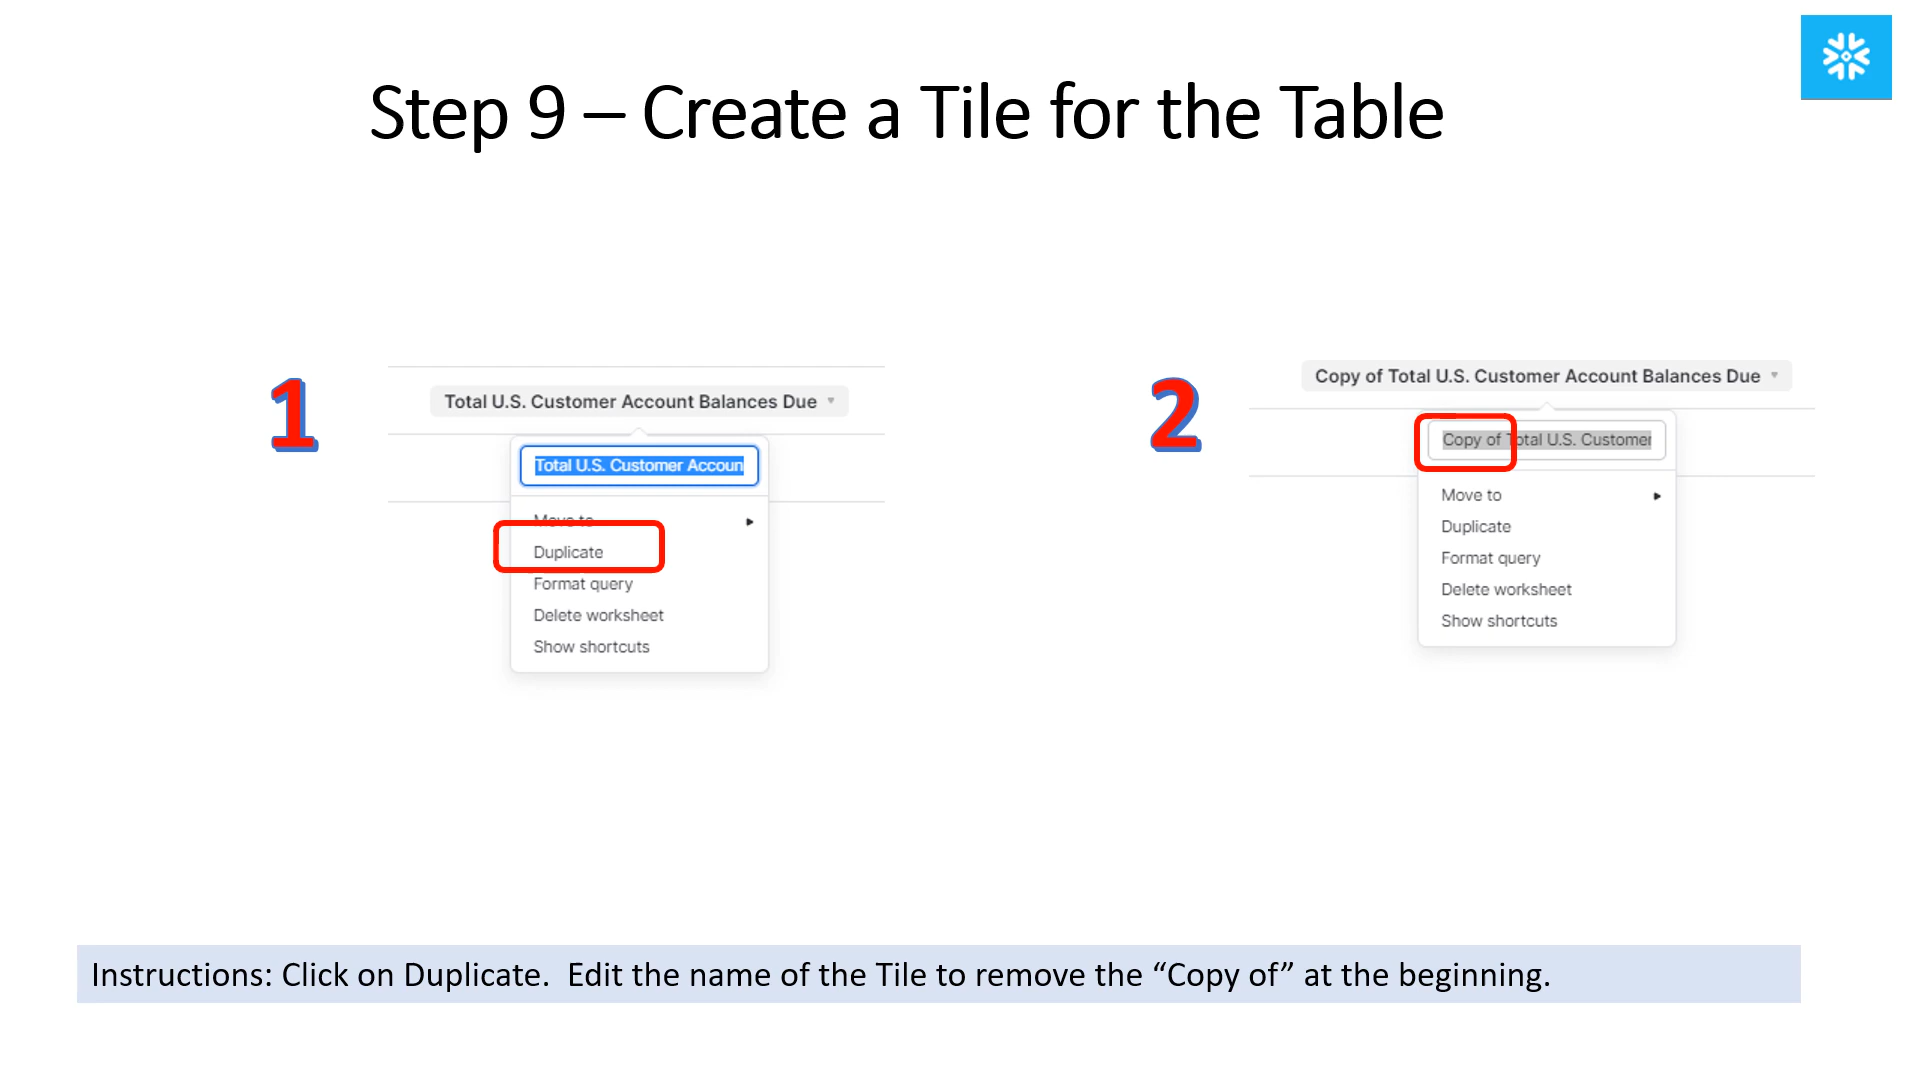 Step 9 – Create a Tile for the Table
1
Total U.S. Customer Account Balances Due
Total U.S. Customer Accoun
Move to
Duplicate
Format query
Delete worksheet
Show shortcuts
2
Copy of Total U.S. Customer Account Balances Due
Copy of Total U.S. Customer
Move to
Duplicate
Format query
Delete worksheet
Show shortcuts
Instructions: Click on Duplicate.  Edit the name of the Tile to remove the “Copy of” at the beginning.